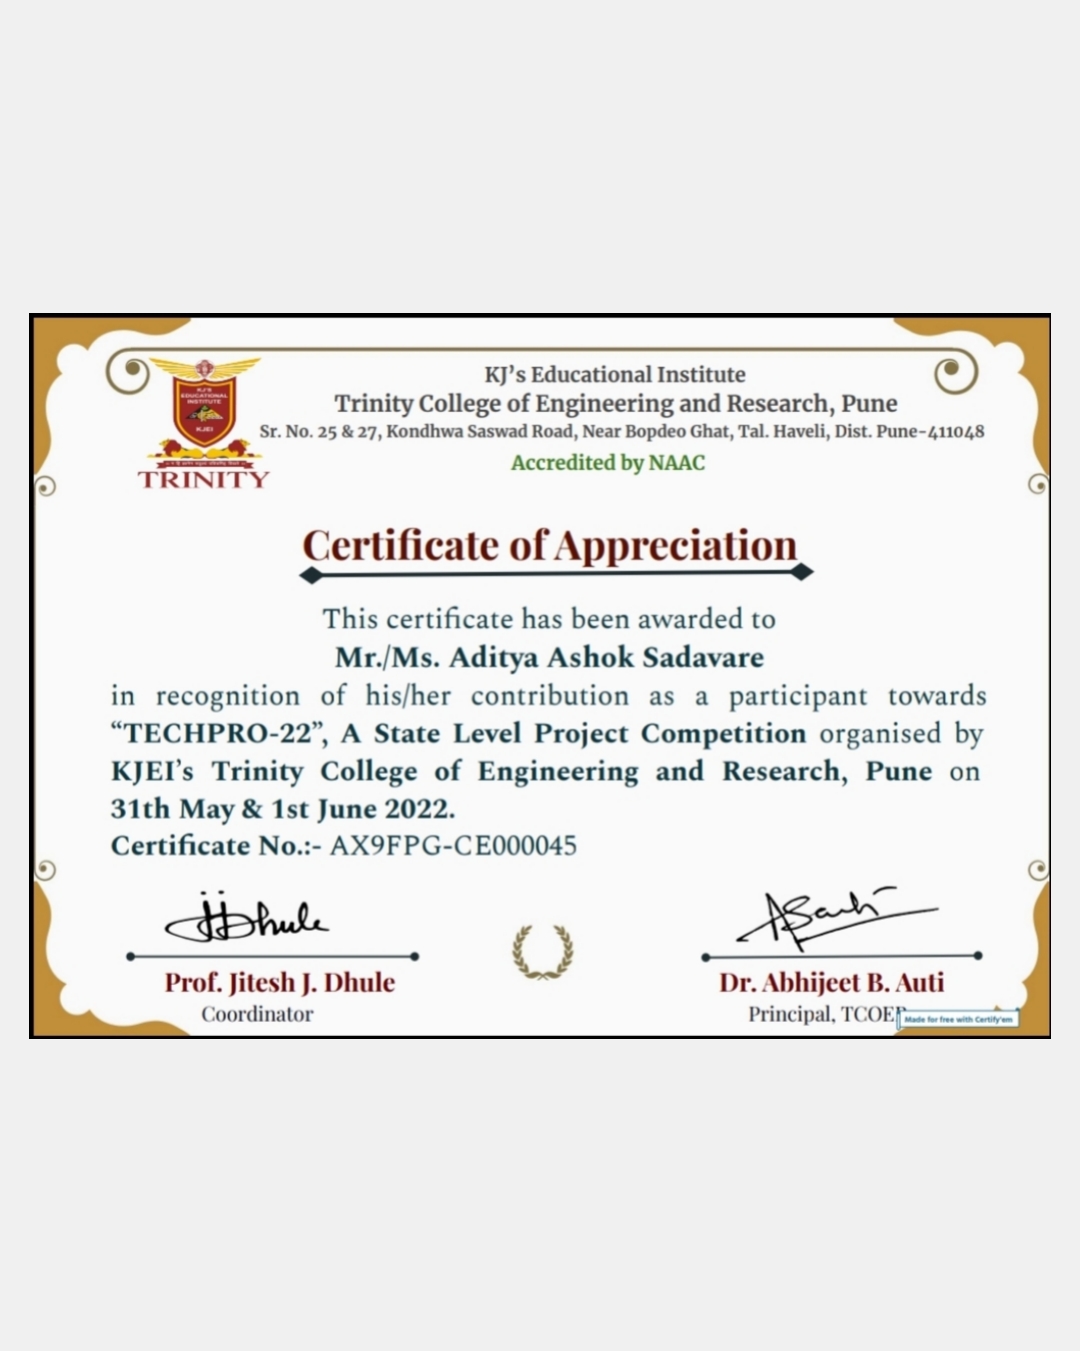 KJ's Educational Institute
Trinity College of Engineering and Research, Pune
Sr. No. 25 & 27, Kondhwa Saswad Road, Near Bopdeo Ghat, Tal. Haveli, Dist. Pune-411048
Accredited by NAAC
KJ'S
EDUCATIONAL
INSTITUTE
KJEI
TRINITY
Certificate of Appreciation
This certificate has been awarded to
Mr./Ms. Aditya Ashok Sadavare
in recognition of his/her contribution as a participant towards
“TECHPRO-22”, A State Level Project Competition organised by
KJEI’s Trinity College of Engineering and Research, Pune on
31th May & 1st June 2022.
Certificate No.:- AX9FPG-CE000045
JJDhule
Prof. Jitesh J. Dhule
Dr. Abhijeet B. Auti
Coordinator
Principal, TCOER
Made for free with Certify'em